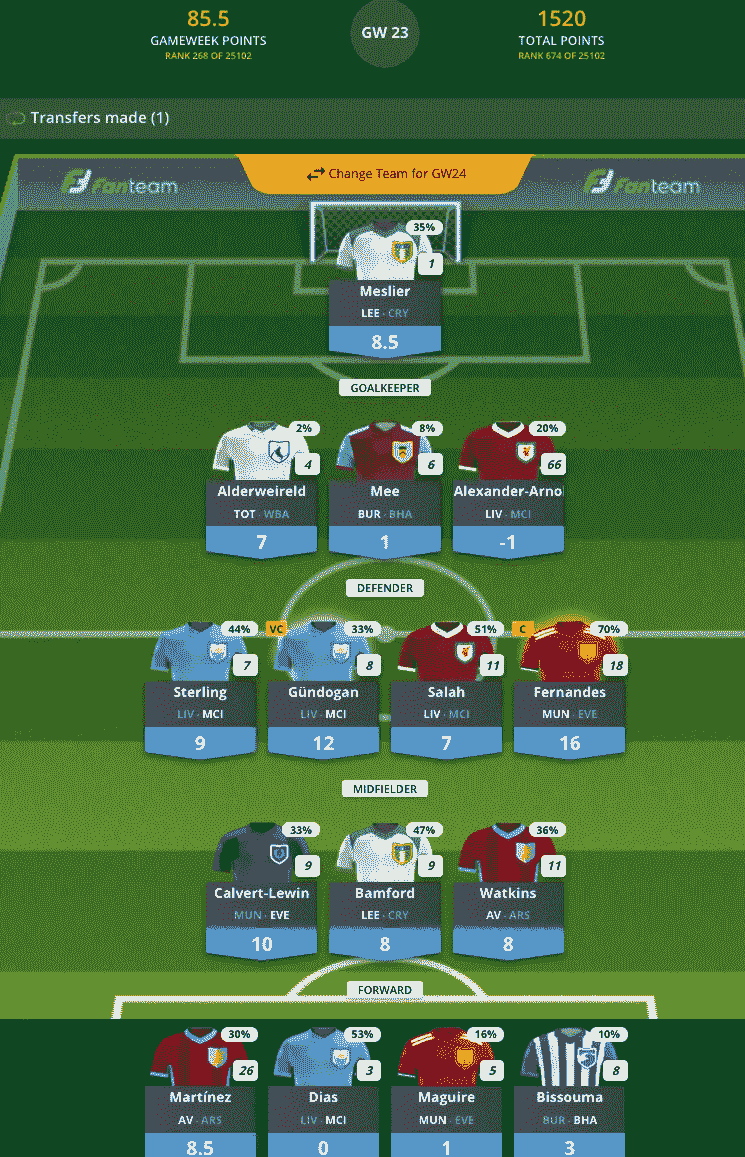 85.5
GAMEWEEK POINTS
RANK 268 OF 25102
GW 23
1520
TOTAL POINTS
RANK 674 OF 25102
Transfers made (1)
Fanteam
Change Team for GW24
Fanteam
35%
1
Meslier
LEE - CRY
8.5
GOALKEEPER
2%
4
Alderweireld
TOT - WBA
7
8%
6
Mee
BUR - BHA
1
20%
66
Alexander-Arnol
LIV - MCI
-1
DEFENDER
44%
7
Sterling
LIV - MCI
9
VC
33%
8
Gündogan
LIV - MCI
12
51%
11
Salah
LIV - MCI
7
C
70%
18
Fernandes
MUN - EVE
16
MIDFIELDER
33%
9
Calvert-Lewin
MUN - EVE
10
47%
9
Bamford
LEE - CRY
8
36%
11
Watkins
AV - ARS
8
FORWARD
30%
26
Martínez
AV - ARS
8.5
53%
3
Dias
LIV - MCI
0
16%
5
Maguire
MUN - EVE
1
10%
8
Bissouma
BUR - BHA
3